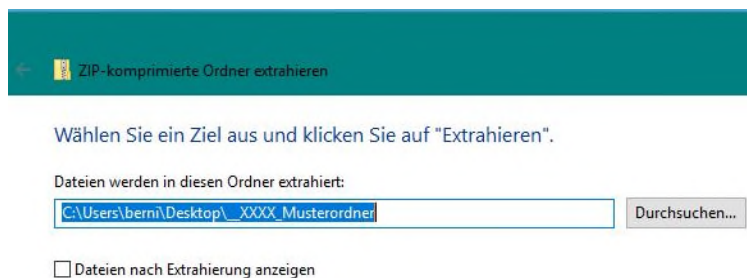 ZIP-komprimierte Ordner extrahieren
Wählen Sie ein Ziel aus und klicken Sie auf "Extrahieren".
Dateien werden in diesen Ordner extrahiert:
C:\Users\berni\Desktop\__XXXX_Musterordner
Durchsuchen...
Dateien nach Extrahierung anzeigen